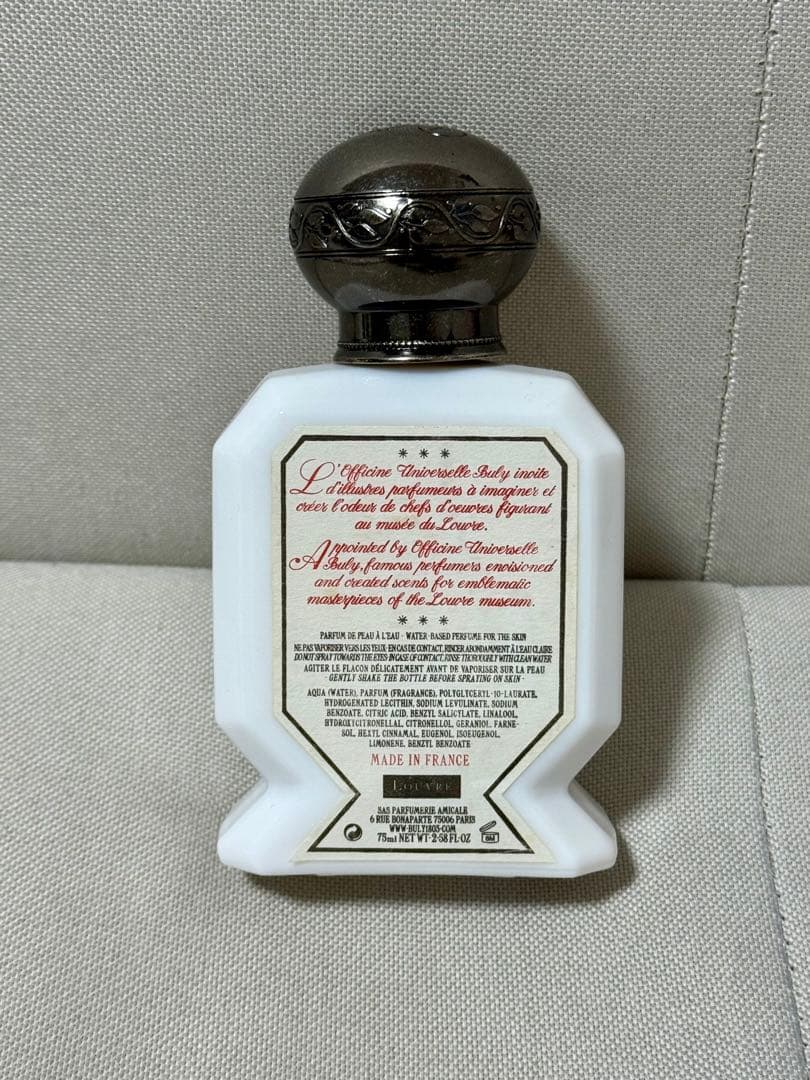 * * *
L'Officine Universelle Buly invite
d'illustres parfumeurs à imaginer et
créer l'odeur de chefs d'oeuvres figurant
au musée du Louvre.
Appointed by Officine Universelle
Buly, famous perfumers envisioned
and created scents for emblematic
masterpieces of the Louvre museum.
* * *
PARFUM DE PEAU À L'EAU - WATER-BASED PERFUME FOR THE SKIN
NE PAS VAPORISER VERS LES YEUX · EN CAS DE CONTACT, RINCER ABONDAMMENT À L'EAU CLAIRE
DO NOT SPRAY TOWARDS THE EYES · IN CASE OF CONTACT, RINSE THOROUGHLY WITH CLEAN WATER
AGITER LE FLACON DÉLICATEMENT AVANT DE VAPORISER SUR LA PEAU
- GENTLY SHAKE THE BOTTLE BEFORE SPRAYING ON SKIN -
AQUA (WATER), PARFUM (FRAGRANCE), POLYGLYCERYL-10-LAURATE,
HYDROGENATED LECITHIN, SODIUM LEVULINATE, SODIUM
BENZOATE, CITRIC ACID, BENZYL SALICYLATE, LINALOOL,
HYDROXYCITRONELLAL, CITRONELLOL, GERANIOL, FARNE-
SOL, HEXYL CINNAMAL, EUGENOL, ISOEUGENOL,
LIMONENE, BENZYL BENZOATE
MADE IN FRANCE
LOUVRE
SAS PARFUMERIE AMICALE
6 RUE BONAPARTE 75006 PARIS
WWW·BULY1803·COM
75ml NET WT·2·58 FL·OZ
6M